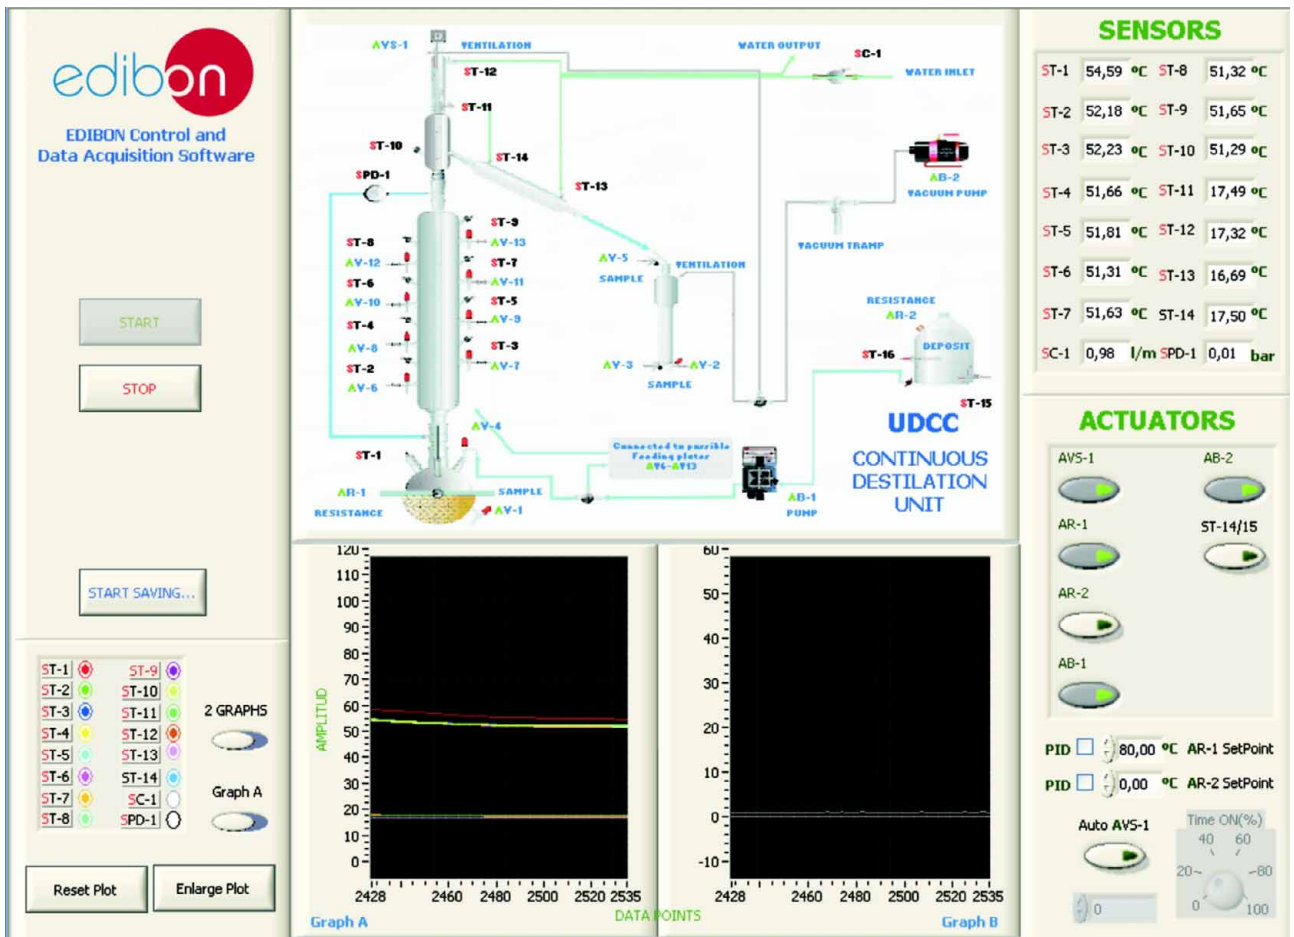 edibon
EDIBON Control and
Data Acquisition Software
START
STOP
START SAVING...
ST-1
ST-2
ST-3
ST-4
ST-5
ST-6
ST-7
ST-8
ST-9
ST-10
ST-11
ST-12
ST-13
ST-14
SC-1
SPD-1
2 GRAPHS
Graph A
Reset Plot
Enlarge Plot
AVS-1
VENTILATION
WATER OUTPUT
SC-1
WATER INLET
ST-12
ST-11
ST-10
ST-14
SPD-1
ST-13
AB-2
VACUUM PUMP
VACUUM TRAMP
ST-9
ST-8
AV-13
AV-12
ST-7
ST-6
AV-11
AV-10
ST-5
ST-4
AV-9
AV-8
ST-3
ST-2
AV-7
AV-6
AV-5
SAMPLE
VENTILATION
AV-3
AV-2
SAMPLE
RESISTANCE
AR-2
DEPOSIT
ST-16
ST-15
AV-4
ST-1
Connected to possible
Feeding plates
AV6-AV13
AR-1
SAMPLE
RESISTANCE
AV-1
AB-1
PUMP
UDCC
CONTINUOUS
DESTILATION
UNIT
120
110
100
90
80
70
60
50
40
30
20
10
0
AMPLITUD
2428 2460 2480 2500 2520 2535
Graph A
60
50
40
30
20
10
0
-10
2428 2460 2480 2500 2520 2535
DATA POINTS
Graph B
SENSORS
ST-1 54,59 ºC ST-8 51,32 ºC
ST-2 52,18 ºC ST-9 51,65 ºC
ST-3 52,23 ºC ST-10 51,29 ºC
ST-4 51,66 ºC ST-11 17,49 ºC
ST-5 51,81 ºC ST-12 17,32 ºC
ST-6 51,31 ºC ST-13 16,69 ºC
ST-7 51,63 ºC ST-14 17,50 ºC
SC-1 0,98 l/m SPD-1 0,01 bar
ACTUATORS
AVS-1 AB-2
AR-1 ST-14/15
AR-2
AB-1
PID 80,00 ºC AR-1 SetPoint
PID 0,00 ºC AR-2 SetPoint
Auto AVS-1
0
Time ON(%)
40 60
20 80
0 100